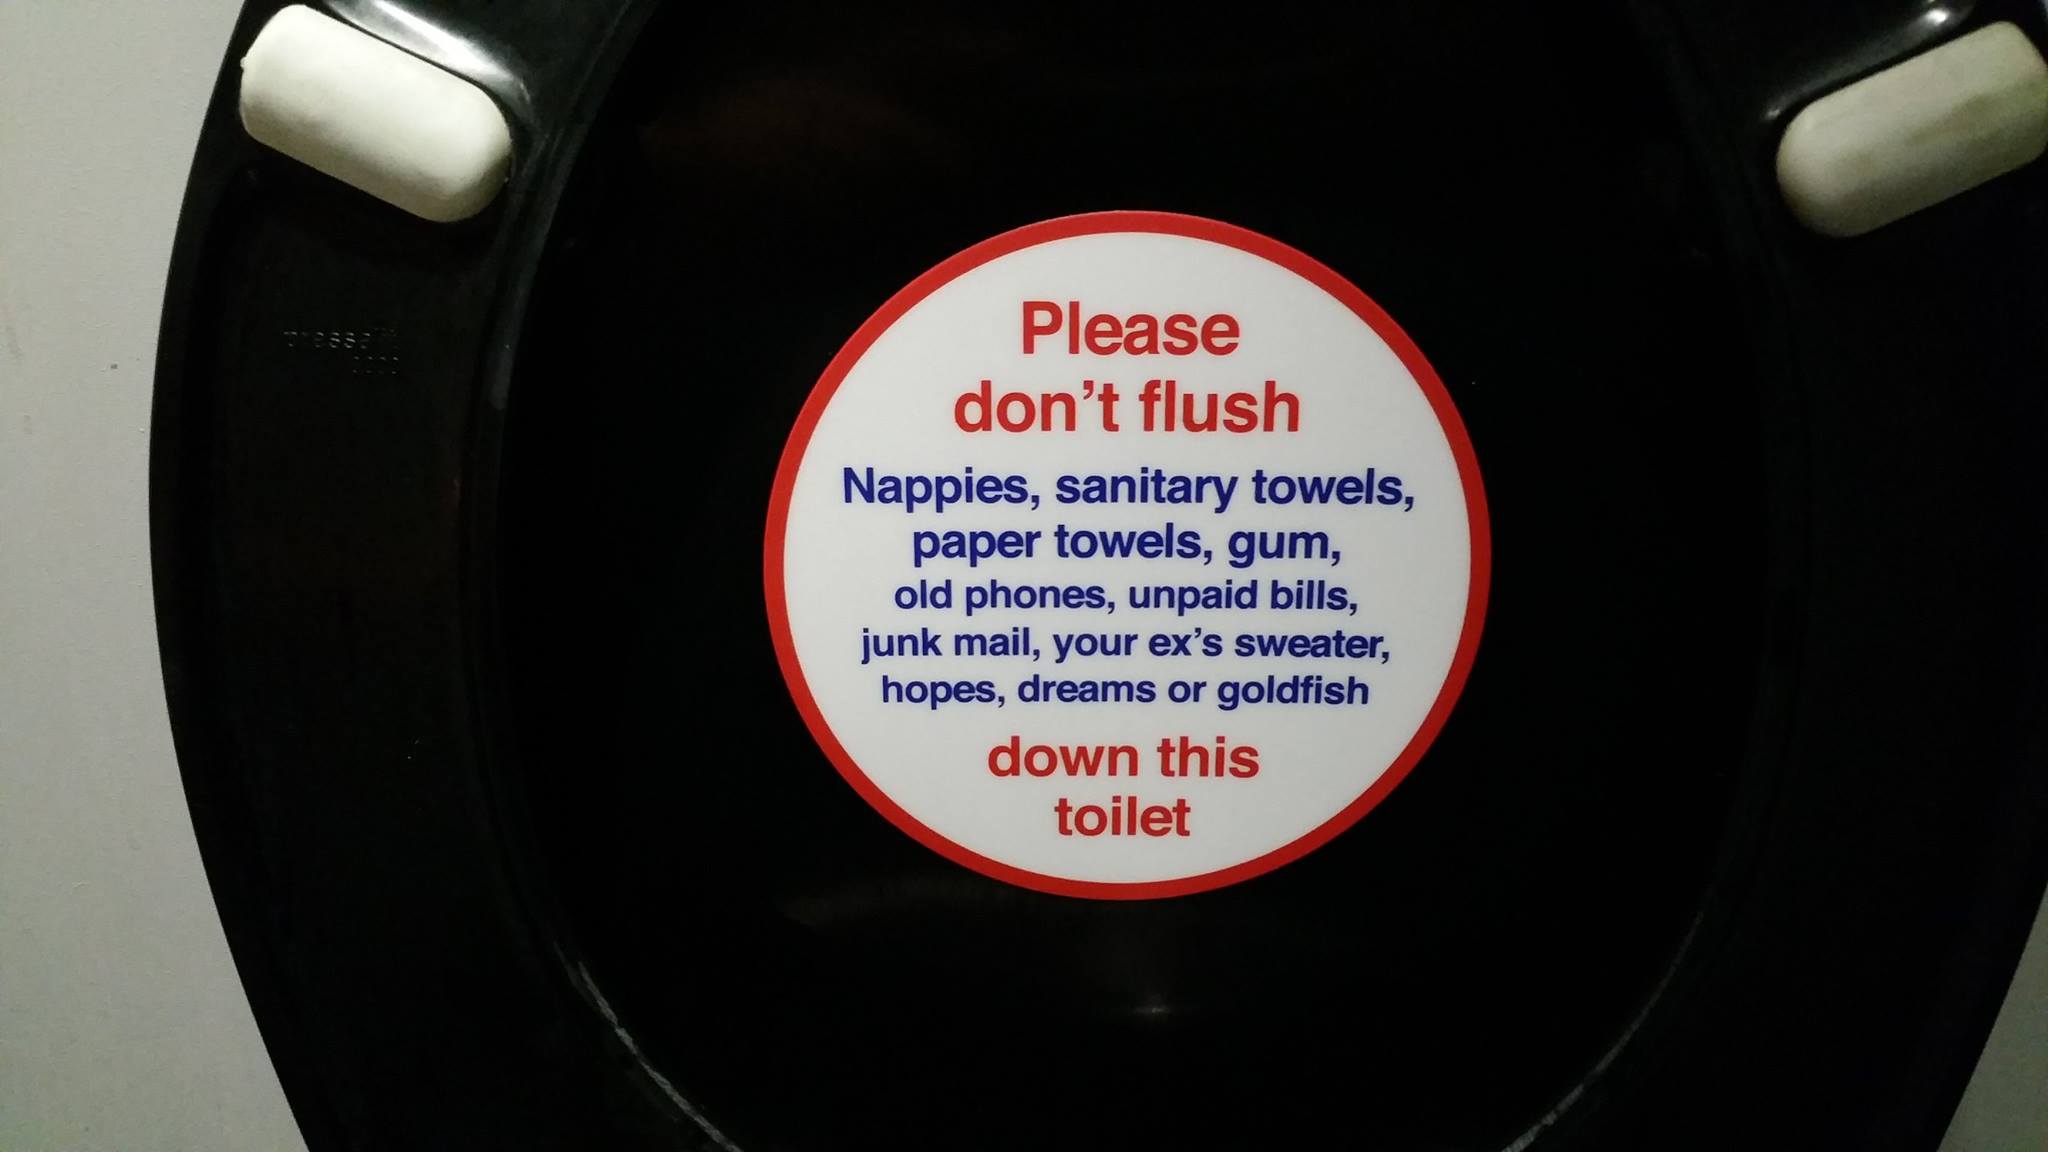 Please
don't flush
Nappies, sanitary towels,
paper towels, gum,
old phones, unpaid bills,
junk mail, your ex's sweater,
hopes, dreams or goldfish
down this
toilet